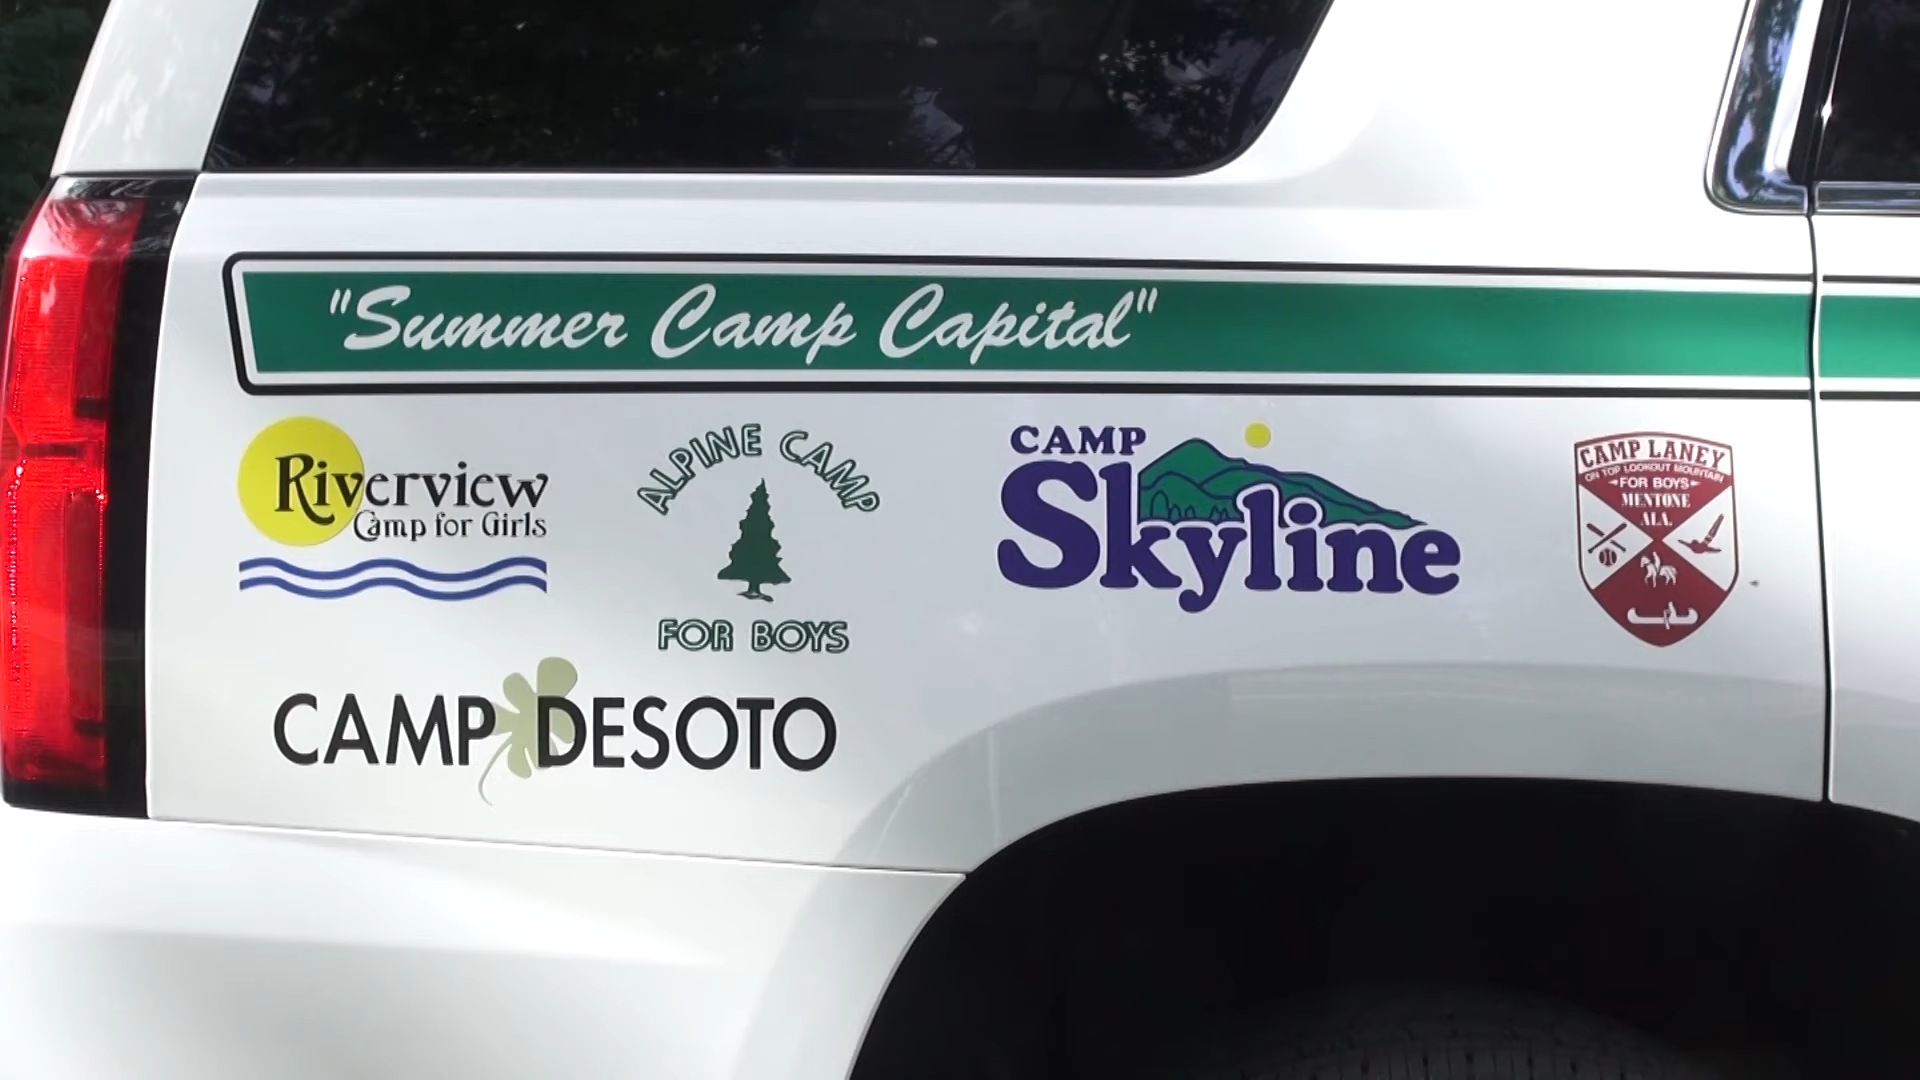 "Summer Camp Capital"
Riverview
Camp for Girls
ALPINE CAMP
FOR BOYS
CAMP
Skyline
CAMP LANEY
ON TOP LOOKOUT MOUNTAIN
FOR BOYS
MENTONE
ALA.
CAMP DESOTO